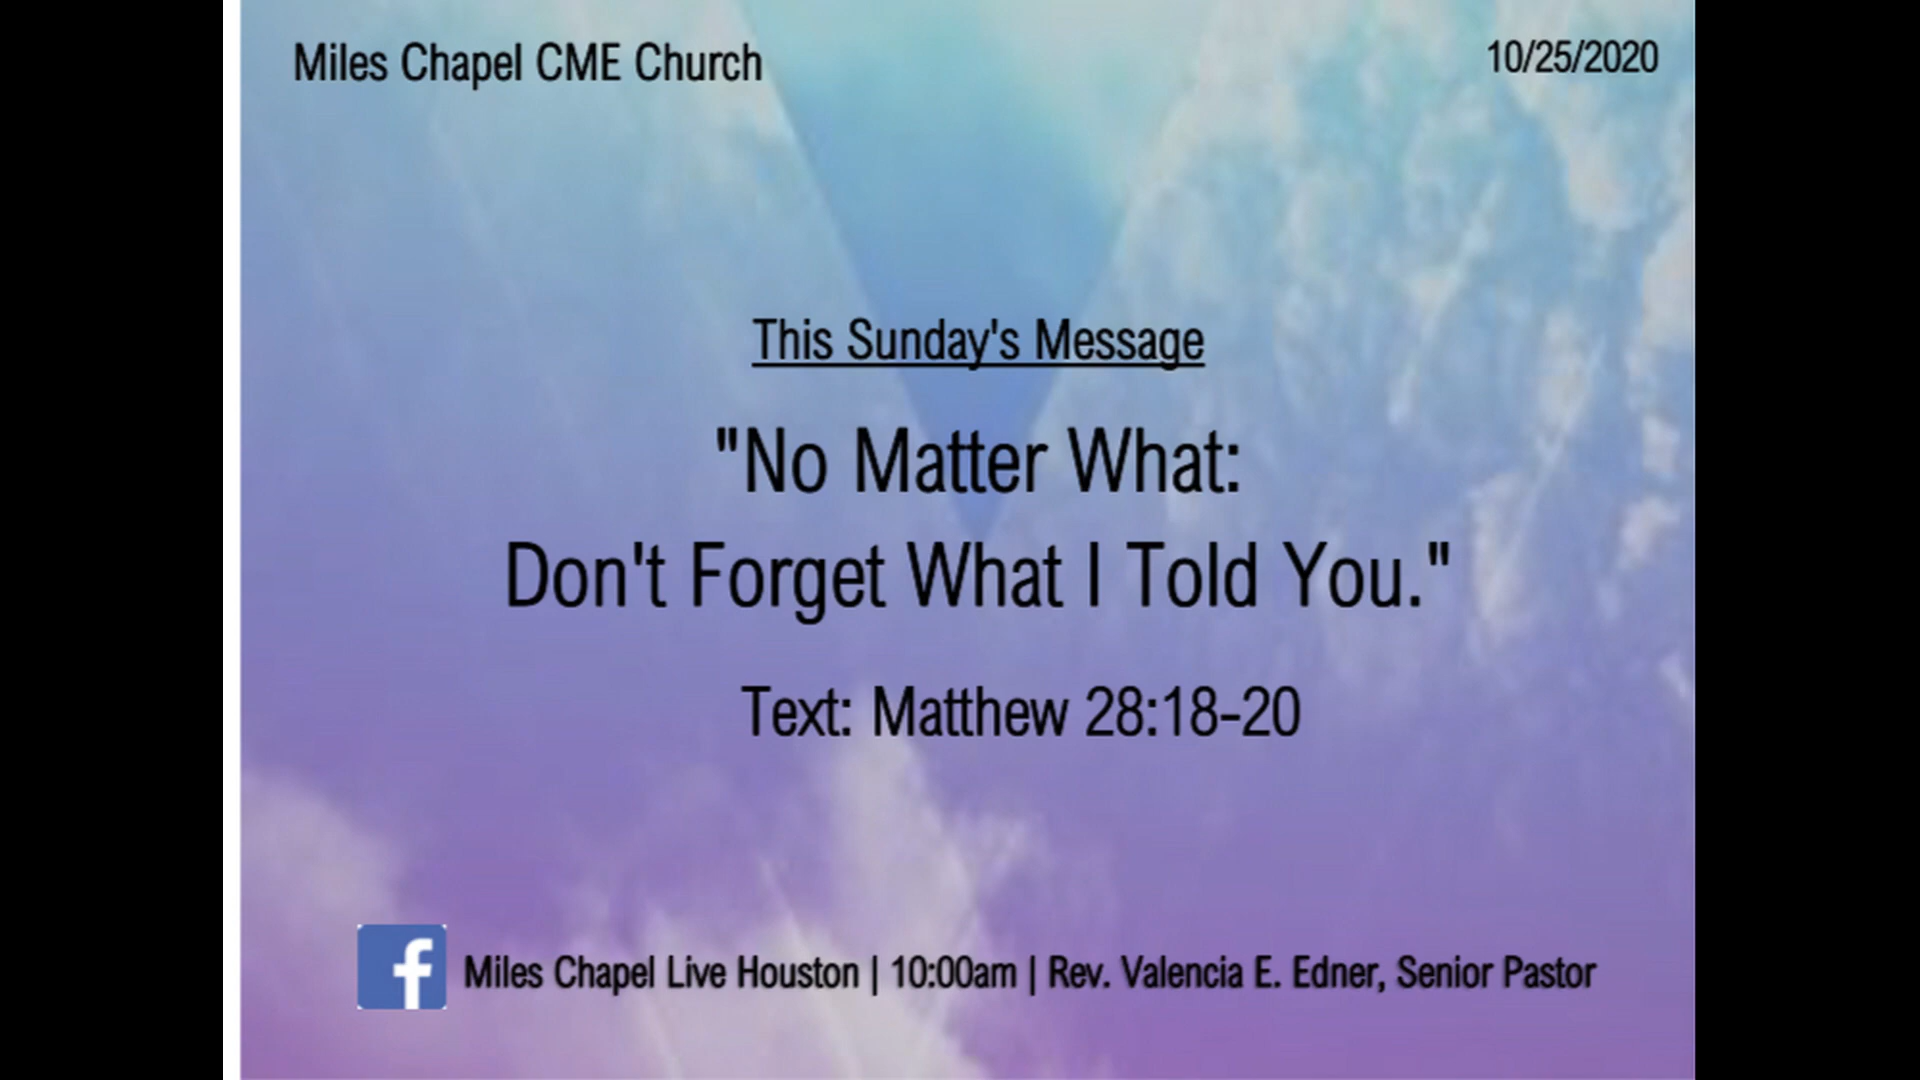 Miles Chapel CME Church
10/25/2020
This Sunday's Message
"No Matter What:
Don't Forget What I Told You."
Text: Matthew 28:18-20
f Miles Chapel Live Houston | 10:00am | Rev. Valencia E. Edner, Senior Pastor